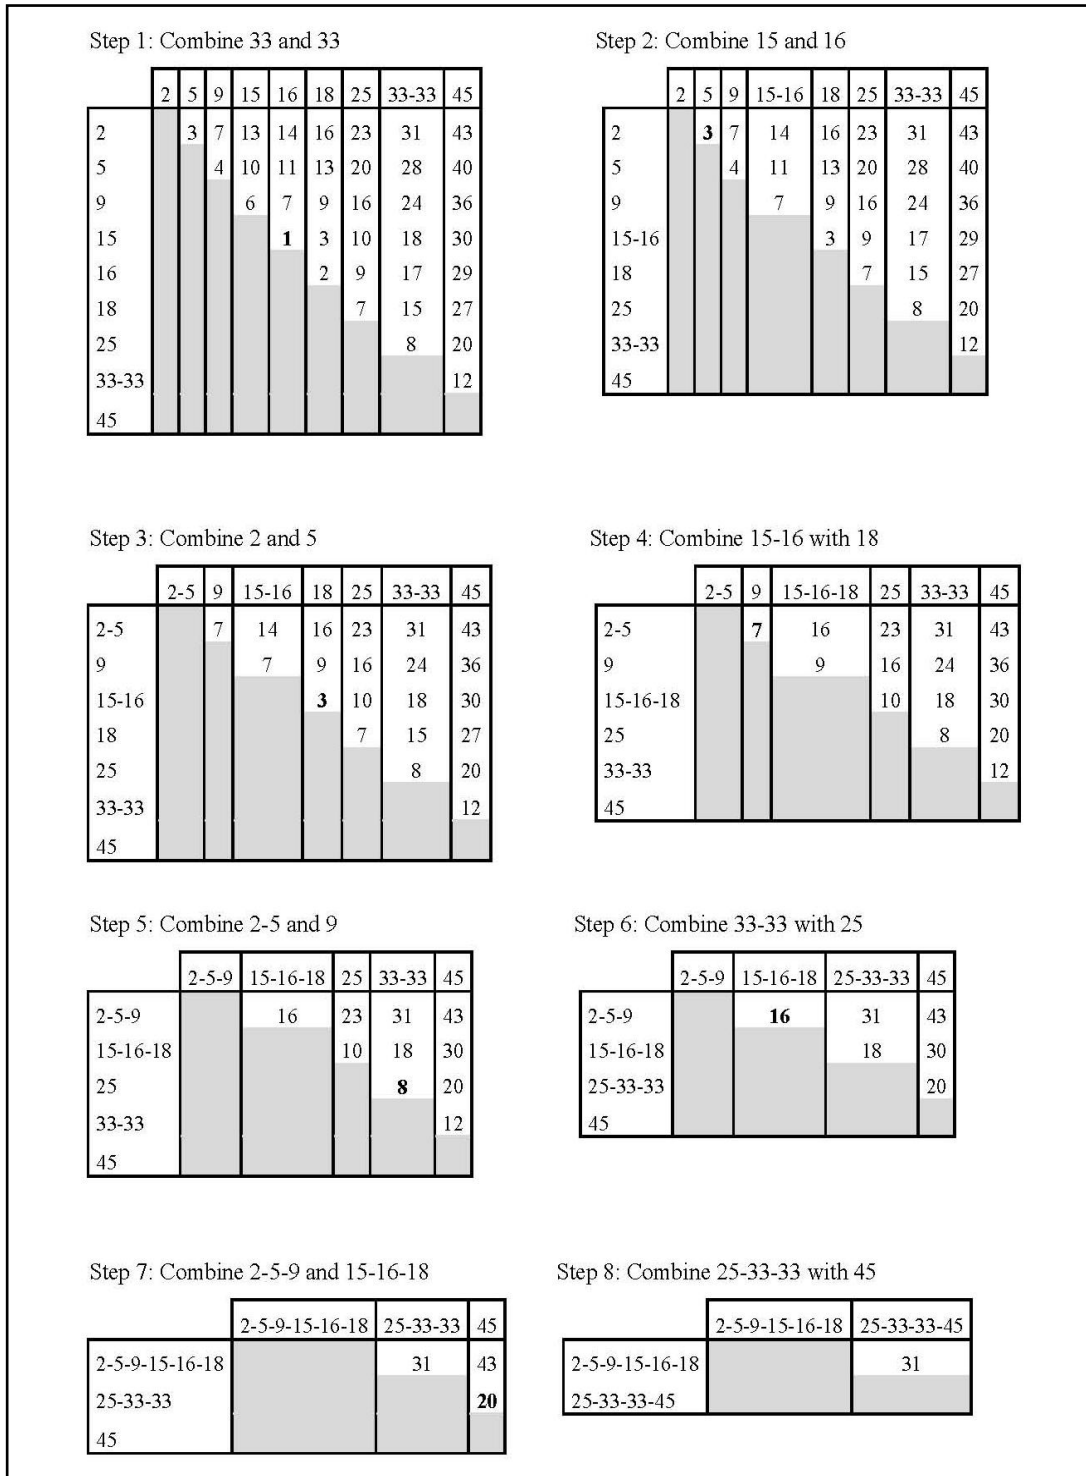 Step 1: Combine 33 and 33
2 5 9 15 16 18 25 33-33 45
2 3 7 13 14 16 23 31 43
5 4 10 11 13 20 28 40
9 6 7 9 16 24 36
15 1 3 10 18 30
16 2 9 17 29
18 7 15 27
25 8 20
33-33 12
45
Step 2: Combine 15 and 16
2 5 9 15-16 18 25 33-33 45
2 3 7 14 16 23 31 43
5 4 11 13 20 28 40
9 7 9 16 24 36
15-16 3 9 17 29
18 7 15 27
25 8 20
33-33 12
45
Step 3: Combine 2 and 5
2-5 9 15-16 18 25 33-33 45
2-5 7 14 16 23 31 43
9 7 9 16 24 36
15-16 3 10 18 30
18 7 15 27
25 8 20
33-33 12
45
Step 4: Combine 15-16 with 18
2-5 9 15-16-18 25 33-33 45
2-5 7 16 23 31 43
9 9 16 24 36
15-16-18 10 18 30
25 8 20
33-33 12
45
Step 5: Combine 2-5 and 9
2-5-9 15-16-18 25 33-33 45
2-5-9 16 23 31 43
15-16-18 10 18 30
25 8 20
33-33 12
45
Step 6: Combine 33-33 with 25
2-5-9 15-16-18 25-33-33 45
2-5-9 16 31 43
15-16-18 18 30
25-33-33 20
45
Step 7: Combine 2-5-9 and 15-16-18
2-5-9-15-16-18 25-33-33 45
2-5-9-15-16-18 31 43
25-33-33 20
45
Step 8: Combine 25-33-33 with 45
2-5-9-15-16-18 25-33-33-45
2-5-9-15-16-18 31
25-33-33-45